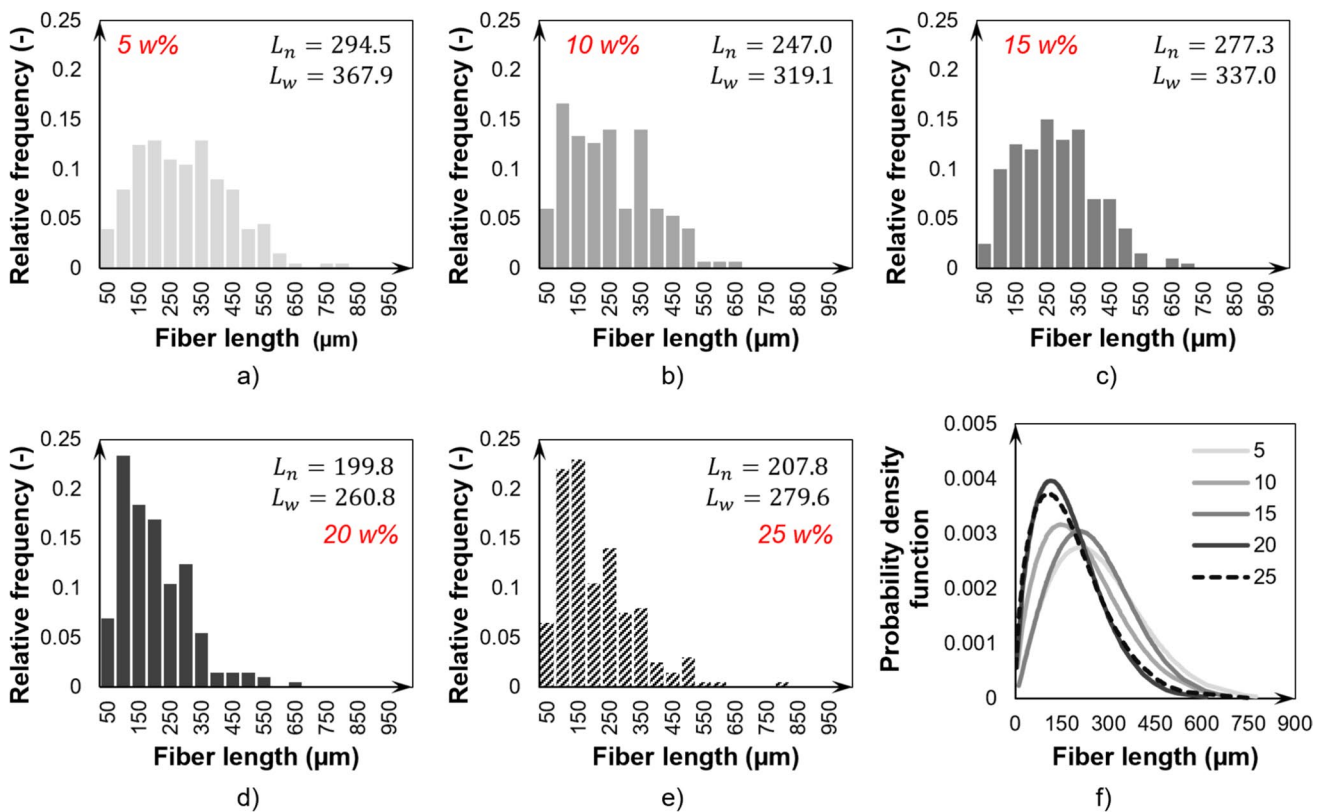 0.25
0.2
0.15
0.1
0.05
0
Relative frequency (-)
5 w%
L_n = 294.5
L_w = 367.9
50
150
250
350
450
550
650
750
850
950
Fiber length (µm)
a)
0.25
0.2
0.15
0.1
0.05
0
Relative frequency (-)
10 w%
L_n = 247.0
L_w = 319.1
50
150
250
350
450
550
650
750
850
950
Fiber length (µm)
b)
0.25
0.2
0.15
0.1
0.05
0
Relative frequency (-)
15 w%
L_n = 277.3
L_w = 337.0
50
150
250
350
450
550
650
750
850
950
Fiber length (µm)
c)
0.25
0.2
0.15
0.1
0.05
0
Relative frequency (-)
L_n = 199.8
L_w = 260.8
20 w%
50
150
250
350
450
550
650
750
850
950
Fiber length (µm)
d)
0.25
0.2
0.15
0.1
0.05
0
Relative frequency (-)
L_n = 207.8
L_w = 279.6
25 w%
50
150
250
350
450
550
650
750
850
950
Fiber length (µm)
e)
0.005
0.004
0.003
0.002
0.001
0
Probability density
function
5
10
15
20
25
0
150
300
450
600
750
900
Fiber length (µm)
f)